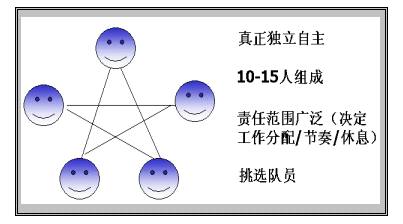 真正独立自主
10-15人组成
责任范围广泛（决定
工作分配/节奏/休息）
挑选队员